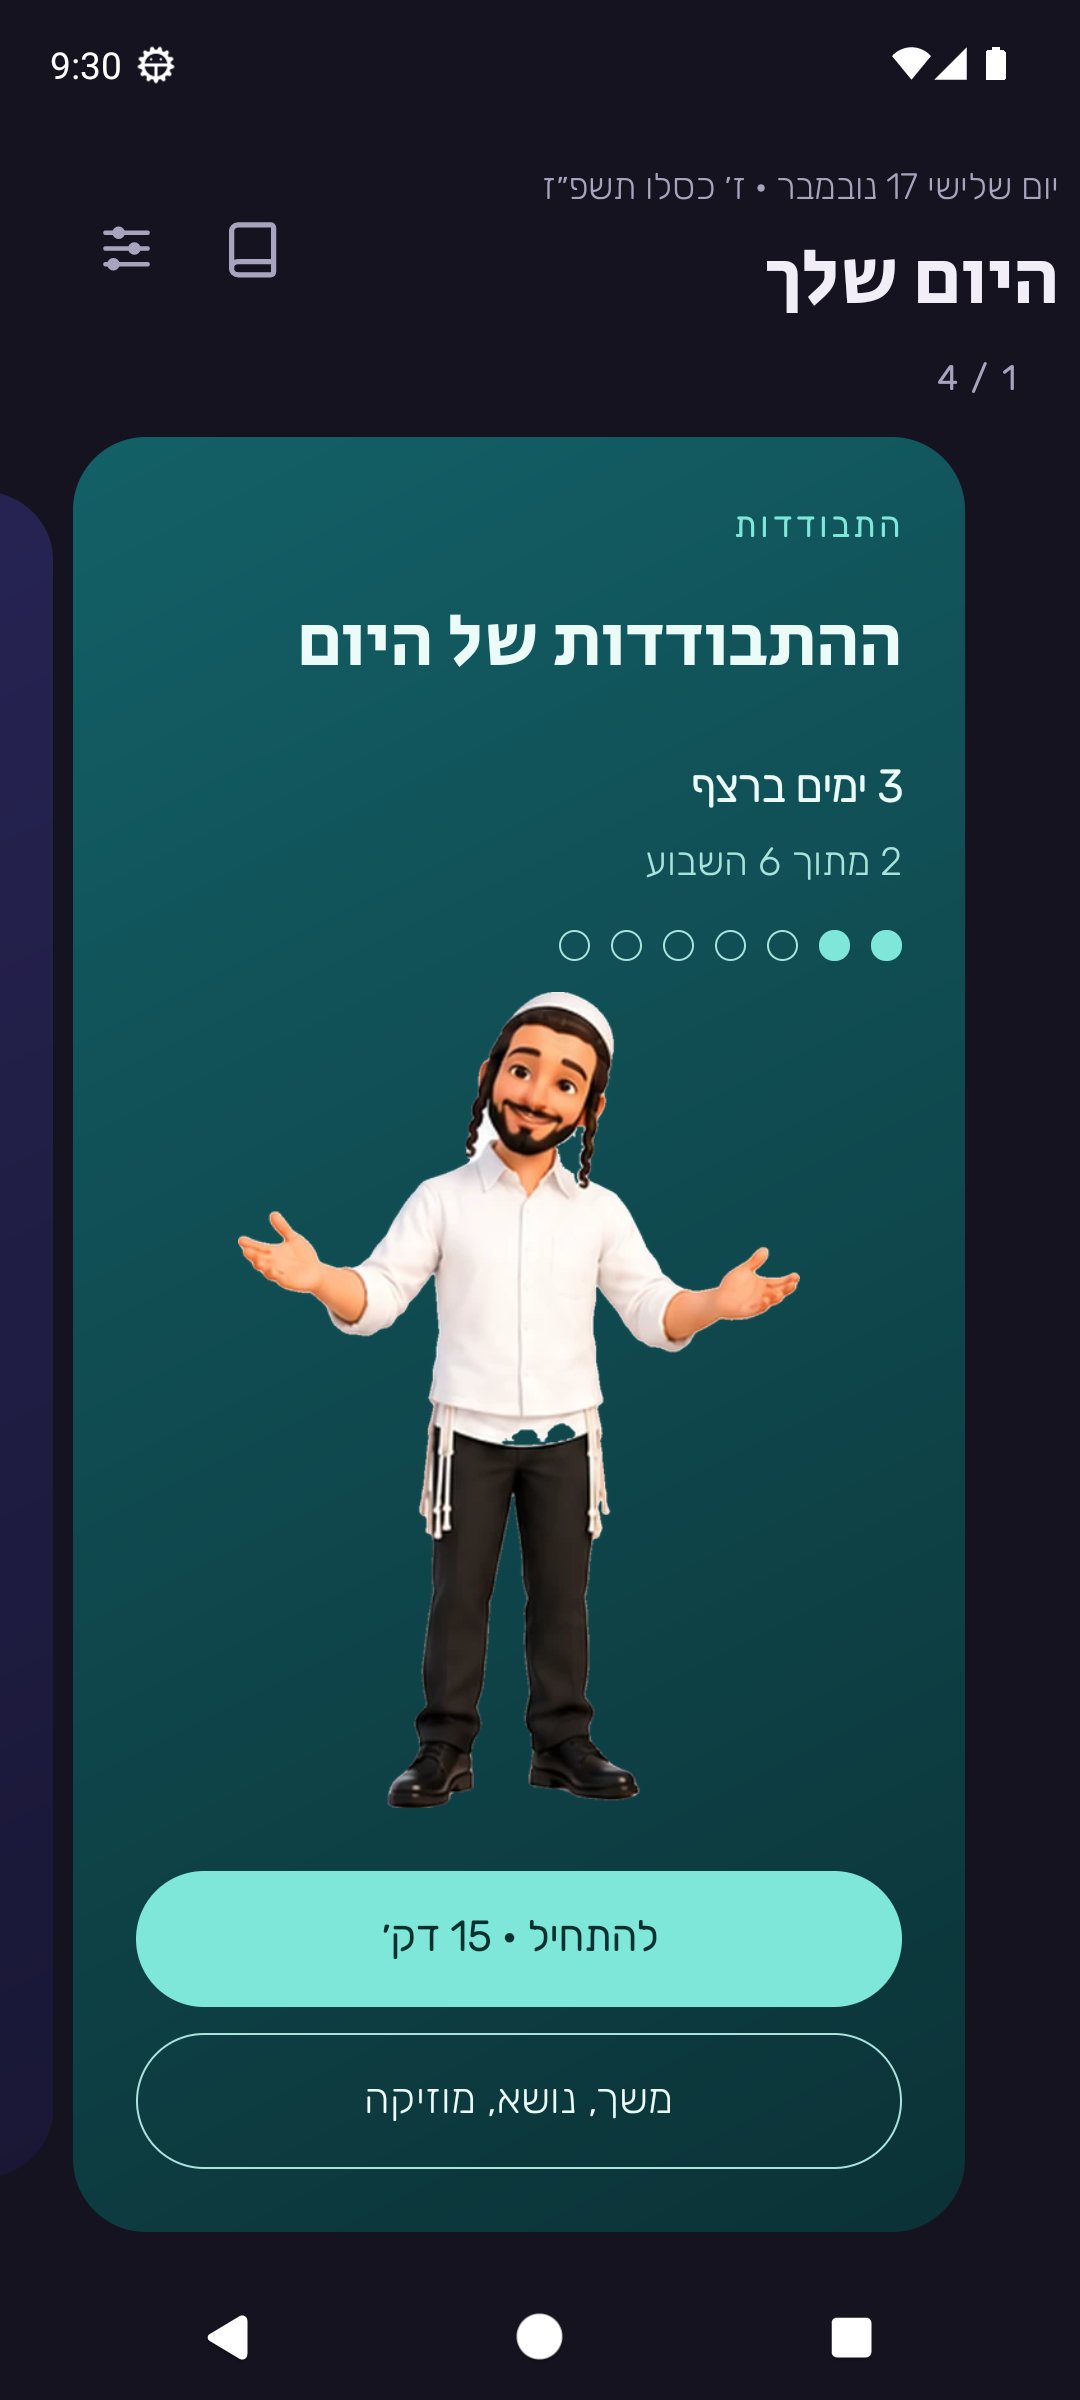 9:30
יום שלישי 17 נובמבר • ז׳ כסלו תשפ״ז
היום שלך
1 / 4
התבודדות
ההתבודדות של היום
3 ימים ברצף
2 מתוך 6 השבוע
להתחיל • 15 דק׳
משך, נושא, מוזיקה